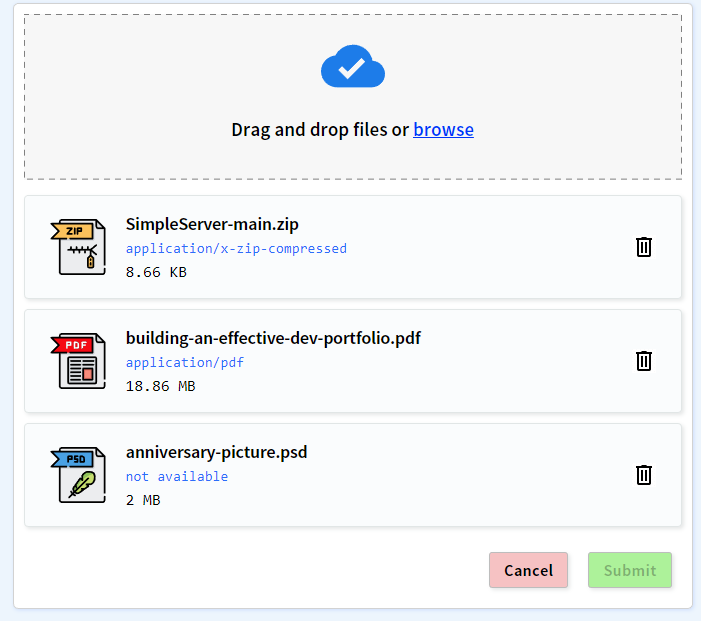 Drag and drop files or browse
ZIP
SimpleServer-main.zip
application/x-zip-compressed
8.66 KB
PDF
building-an-effective-dev-portfolio.pdf
application/pdf
18.86 MB
PSD
anniversary-picture.psd
not available
2 MB
Cancel
Submit